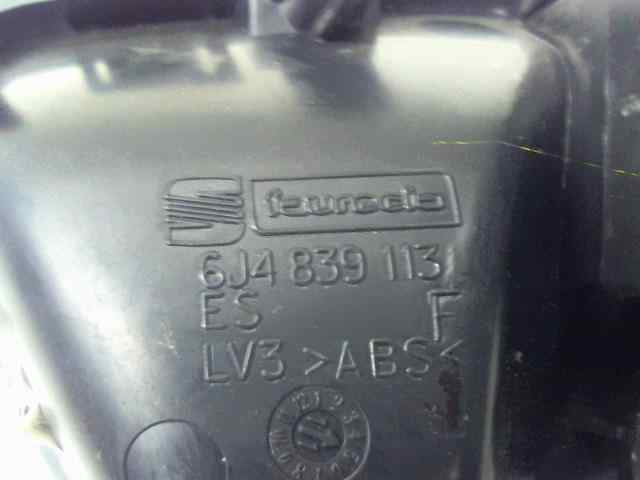 faurecia
6J4 839 113
ES F
LV3 >ABS<